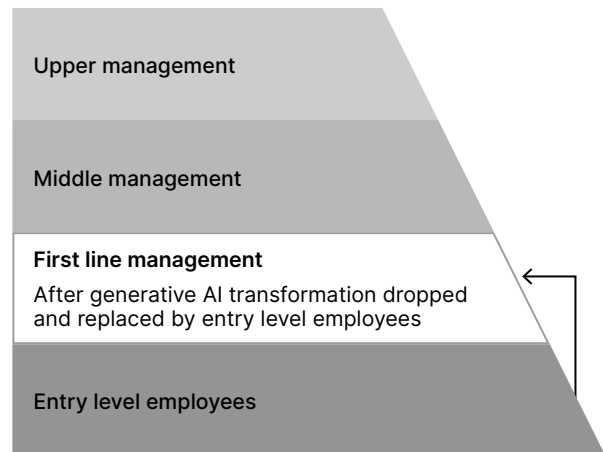 Upper management
Middle management
First line management
After generative AI transformation dropped
and replaced by entry level employees
Entry level employees